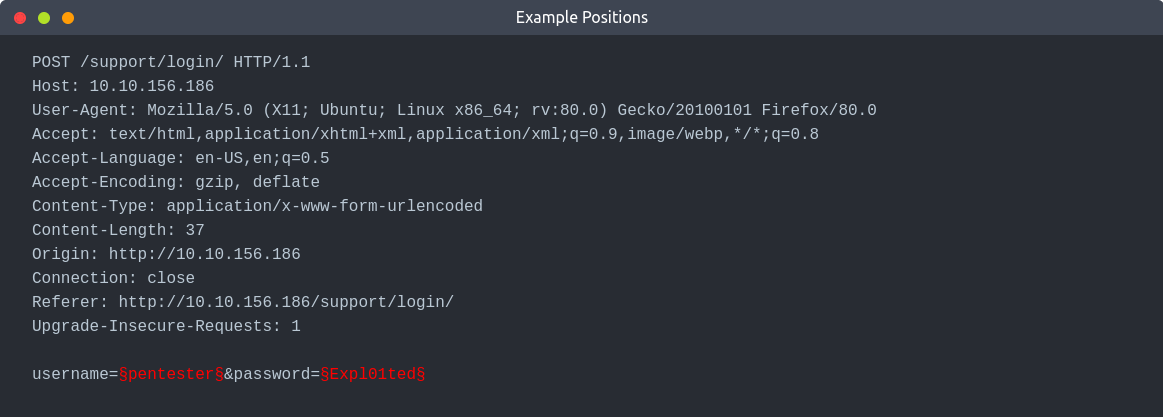 Example Positions
POST /support/login/ HTTP/1.1
Host: 10.10.156.186
User-Agent: Mozilla/5.0 (X11; Ubuntu; Linux x86_64; rv:80.0) Gecko/20100101 Firefox/80.0
Accept: text/html,application/xhtml+xml,application/xml;q=0.9,image/webp,*/*;q=0.8
Accept-Language: en-US,en;q=0.5
Accept-Encoding: gzip, deflate
Content-Type: application/x-www-form-urlencoded
Content-Length: 37
Origin: http://10.10.156.186
Connection: close
Referer: http://10.10.156.186/support/login/
Upgrade-Insecure-Requests: 1
username=§pentester§&password=§Expl01ted§